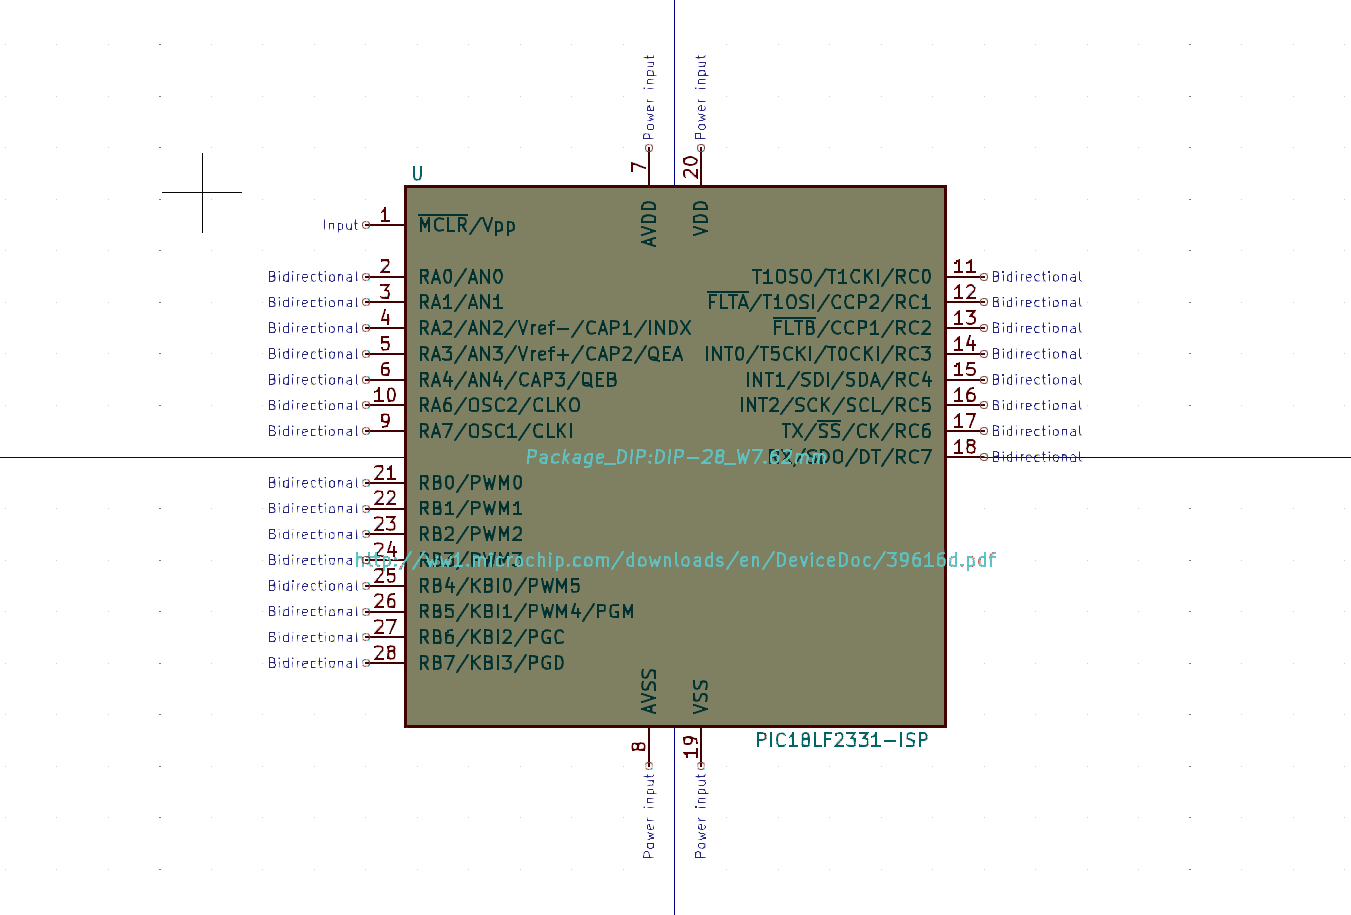 Power input
Power input
7
20
U
AVDD
VDD
Input 1 MCLR/Vpp
Bidirectional 2 RA0/AN0 T1OSO/T1CKI/RC0 11 Bidirectional
Bidirectional 3 RA1/AN1 FLTA/T1OSI/CCP2/RC1 12 Bidirectional
Bidirectional 4 RA2/AN2/Vref-/CAP1/INDX FLTB/CCP1/RC2 13 Bidirectional
Bidirectional 5 RA3/AN3/Vref+/CAP2/QEA INT0/T5CKI/T0CKI/RC3 14 Bidirectional
Bidirectional 6 RA4/AN4/CAP3/QEB INT1/SDI/SDA/RC4 15 Bidirectional
Bidirectional 10 RA6/OSC2/CLKO INT2/SCK/SCL/RC5 16 Bidirectional
Bidirectional 9 RA7/OSC1/CLKI TX/SS/CK/RC6 17 Bidirectional
Package_DIP:DIP-28_W7.62mm RX/SDO/DT/RC7 18 Bidirectional
Bidirectional 21 RB0/PWM0
Bidirectional 22 RB1/PWM1
Bidirectional 23 RB2/PWM2
Bidirectional 24 RB3/PWM3
http://ww1.microchip.com/downloads/en/DeviceDoc/39616d.pdf
Bidirectional 25 RB4/KBI0/PWM5
Bidirectional 26 RB5/KBI1/PWM4/PGM
Bidirectional 27 RB6/KBI2/PGC
Bidirectional 28 RB7/KBI3/PGD
AVSS
VSS
8
19
PIC18LF2331-ISP
Power input
Power input